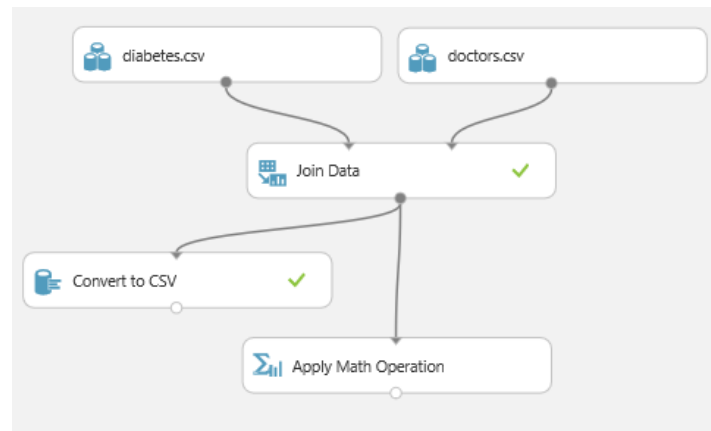 diabetes.csv
doctors.csv
Join Data
Convert to CSV
Apply Math Operation